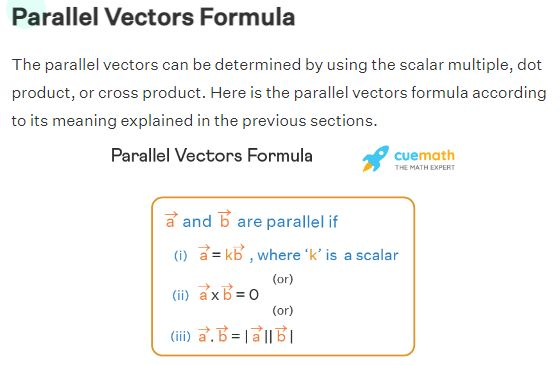 Parallel Vectors Formula
The parallel vectors can be determined by using the scalar multiple, dot
product, or cross product. Here is the parallel vectors formula according
to its meaning explained in the previous sections.
Parallel Vectors Formula
cuemath
THE MATH EXPERT
a⃗ and b⃗ are parallel if
(i) a⃗ = kb⃗ , where 'k' is a scalar
(or)
(ii) a⃗ x b⃗ = 0
(or)
(iii) a⃗ . b⃗ = | a⃗ || b⃗ |